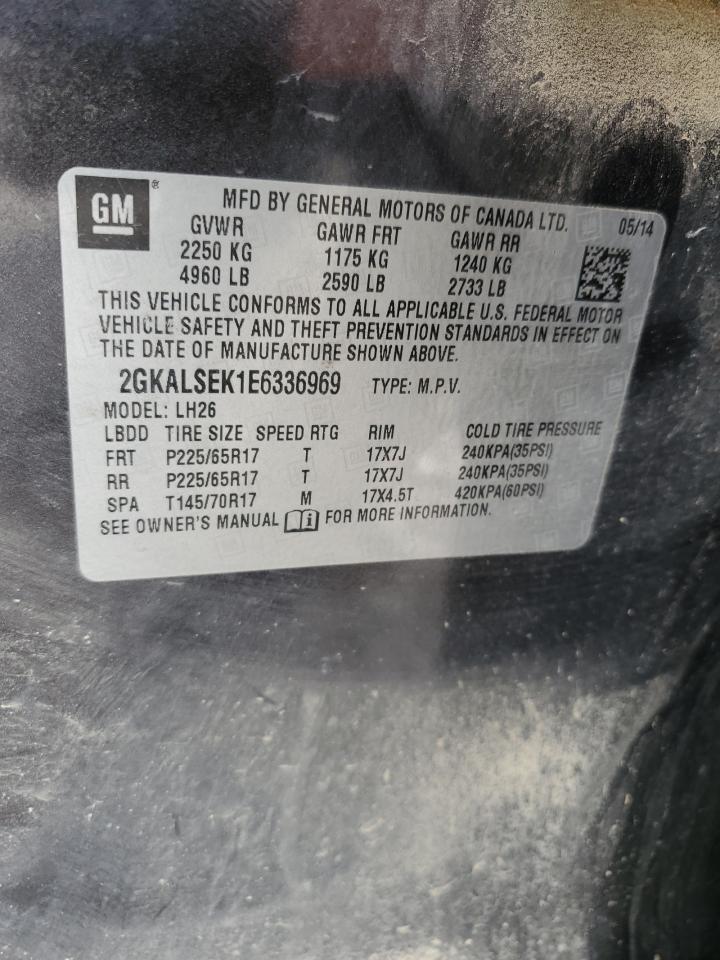 GM ®
MFD BY GENERAL MOTORS OF CANADA LTD. 05/14
GVWR GAWR FRT GAWR RR
2250 KG 1175 KG 1240 KG
4960 LB 2590 LB 2733 LB
THIS VEHICLE CONFORMS TO ALL APPLICABLE U.S. FEDERAL MOTOR
VEHICLE SAFETY AND THEFT PREVENTION STANDARDS IN EFFECT ON
THE DATE OF MANUFACTURE SHOWN ABOVE.
2GKALSEK1E6336969 TYPE: M.P.V.
MODEL: LH26
LBDD TIRE SIZE SPEED RTG RIM COLD TIRE PRESSURE
FRT P225/65R17 T 17X7J 240KPA(35PSI)
RR P225/65R17 T 17X7J 240KPA(35PSI)
SPA T145/70R17 M 17X4.5T 420KPA(60PSI)
SEE OWNER'S MANUAL FOR MORE INFORMATION.